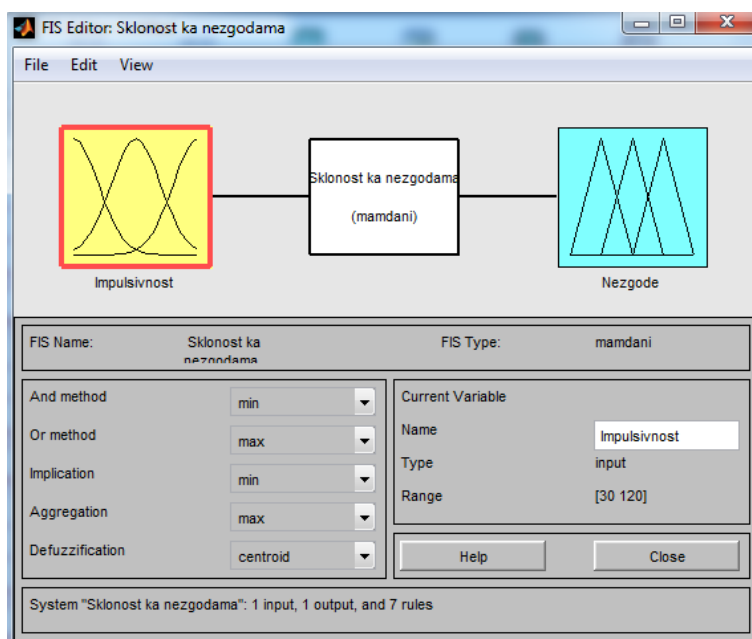 FIS Editor: Sklonost ka nezgodama
File Edit View
Sklonost ka nezgodama
(mamdani)
Impulsivnost
Nezgode
FIS Name:
Sklonost ka
nezgodama
FIS Type:
mamdani
And method
min
Or method
max
Implication
min
Aggregation
max
Defuzzification
centroid
Current Variable
Name
Impulsivnost
Type
input
Range
[30 120]
Help
Close
System "Sklonost ka nezgodama": 1 input, 1 output, and 7 rules